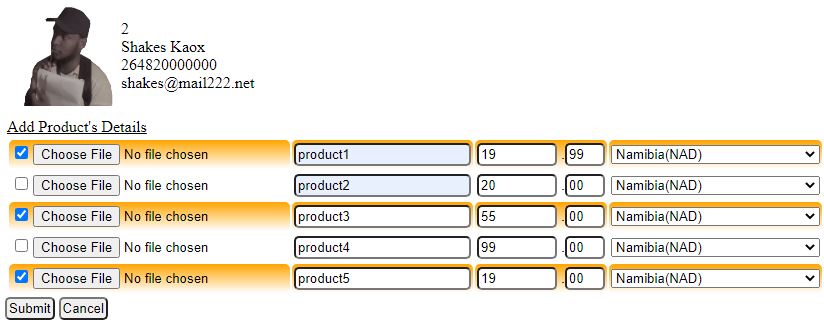 2
Shakes Kaox
264820000000
shakes@mail222.net
Add Product's Details
Choose File No file chosen product1 19 .99 Namibia(NAD)
Choose File No file chosen product2 20 .00 Namibia(NAD)
Choose File No file chosen product3 55 .00 Namibia(NAD)
Choose File No file chosen product4 99 .00 Namibia(NAD)
Choose File No file chosen product5 19 .00 Namibia(NAD)
Submit Cancel